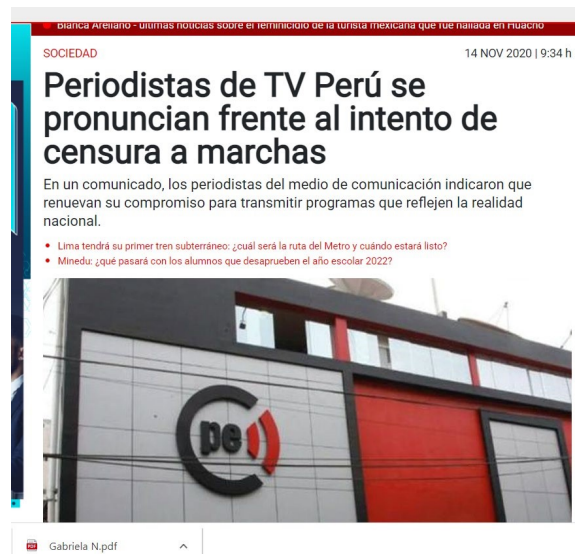 Blanca Arellano - últimas noticias sobre el feminicidio de la turista mexicana que fue hallada en Huacho
SOCIEDAD
14 NOV 2020 | 9:34 h
Periodistas de TV Perú se
pronuncian frente al intento de
censura a marchas
En un comunicado, los periodistas del medio de comunicación indicaron que
renuevan su compromiso para transmitir programas que reflejen la realidad
nacional.
Lima tendrá su primer tren subterráneo: ¿cuál será la ruta del Metro y cuándo estará listo?
Minedu: ¿qué pasará con los alumnos que desaprueben el año escolar 2022?
pe
PDF
Gabriela N.pdf